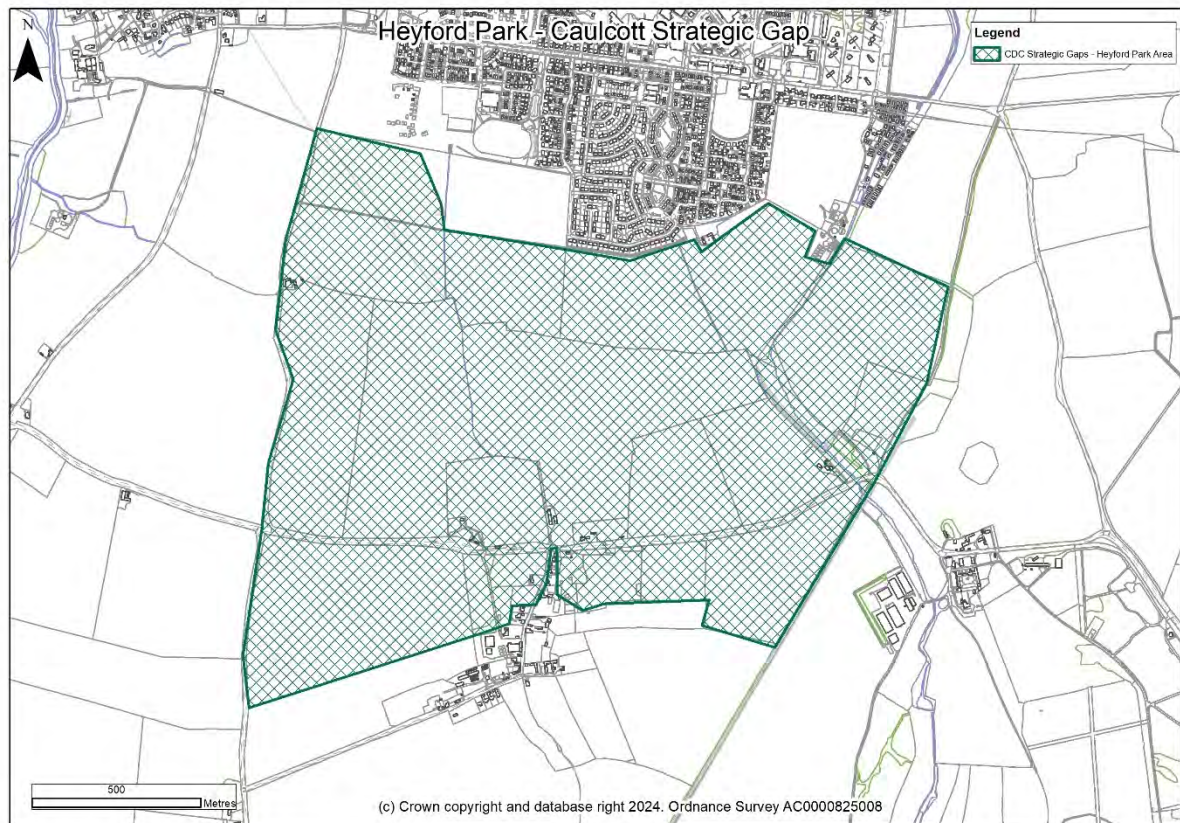 Heyford Park - Caulcott Strategic Gap
N
Legend
CDC Strategic Gaps - Heyford Park Area
500
Metres
(c) Crown copyright and database right 2024. Ordnance Survey AC0000825008